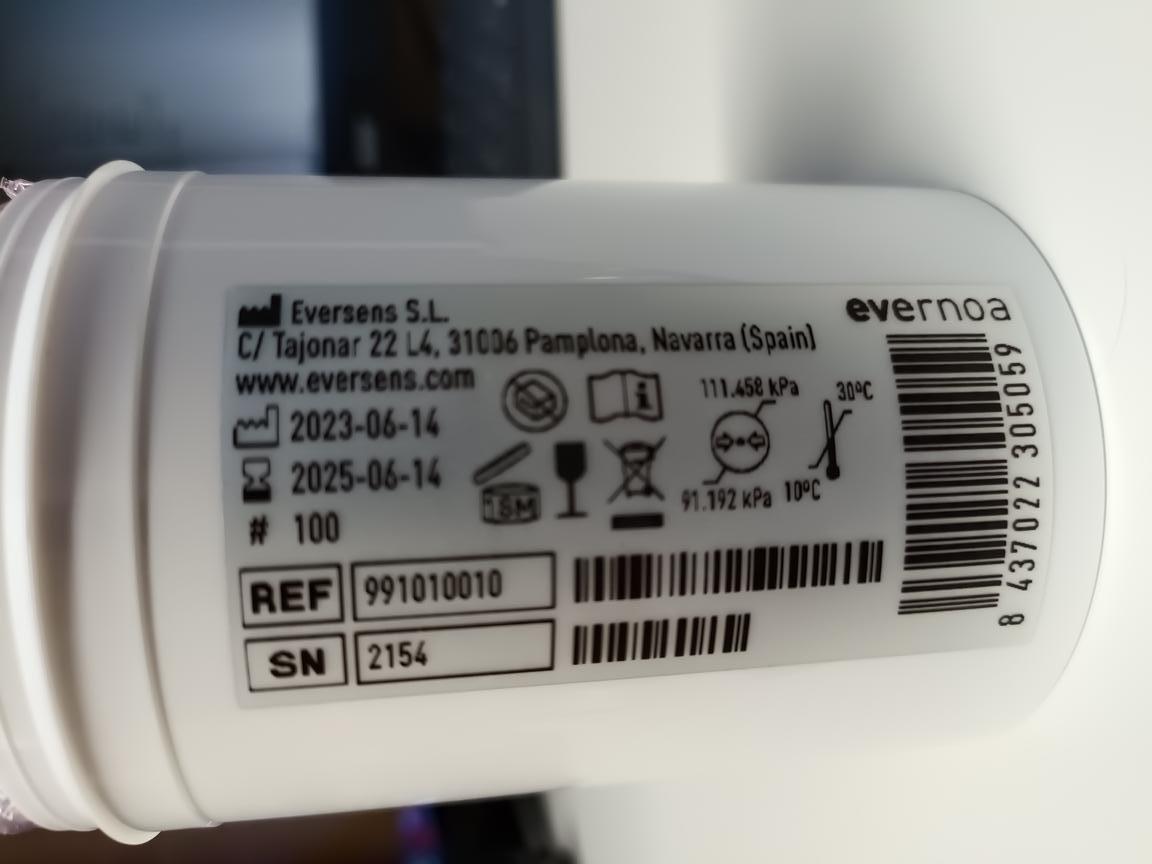 Eversens S.L.
C/ Tajonar 22 L4, 31006 Pamplona, Navarra (Spain)
www.eversens.com
2023-06-14
2025-06-14
# 100
REF 991010010
SN 2154
111.458 kPa
91.192 kPa
30ºC
10ºC
evernoa
8 437022 305059